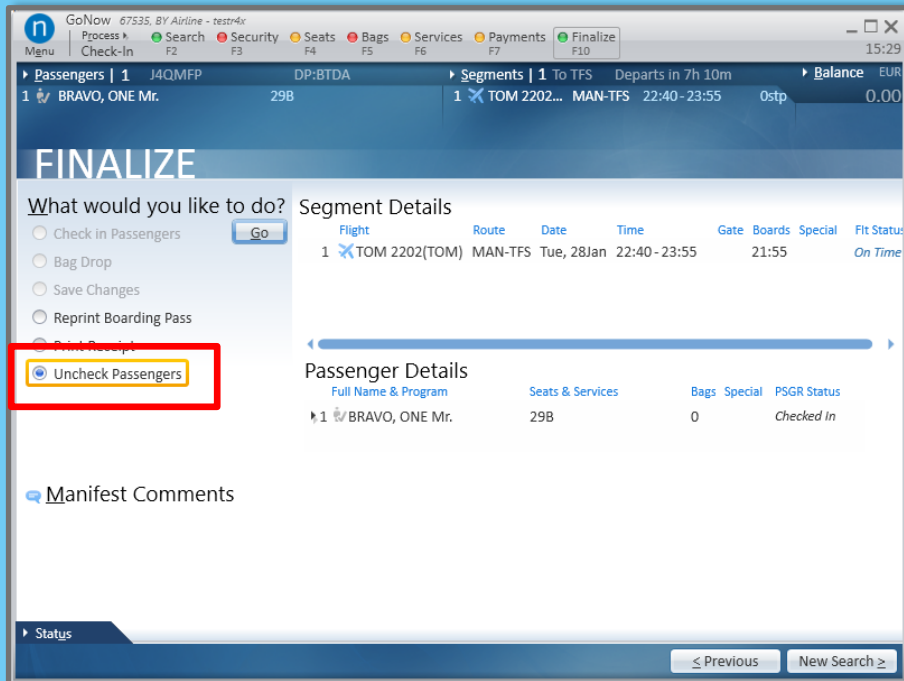 n GoNow 67535, BY Airline - testr4x
Menu Process Check-In Search F2 Security F3 Seats F4 Bags F5 Services F6 Payments F7 Finalize F10 15:29
Passengers | 1 J4QMFP DP:BTDA Segments | 1 To TFS Departs in 7h 10m Balance EUR
1 BRAVO, ONE Mr. 29B 1 TOM 2202... MAN-TFS 22:40-23:55 0stp 0.00
FINALIZE
What would you like to do?
Go
Check in Passengers
Bag Drop
Save Changes
Reprint Boarding Pass
Print Receipt
Uncheck Passengers
Segment Details
Flight Route Date Time Gate Boards Special Flt Status
1 TOM 2202(TOM) MAN-TFS Tue, 28Jan 22:40-23:55 21:55 On Time
Passenger Details
Full Name & Program Seats & Services Bags Special PSGR Status
1 BRAVO, ONE Mr. 29B 0 Checked In
Manifest Comments
Status
< Previous New Search >